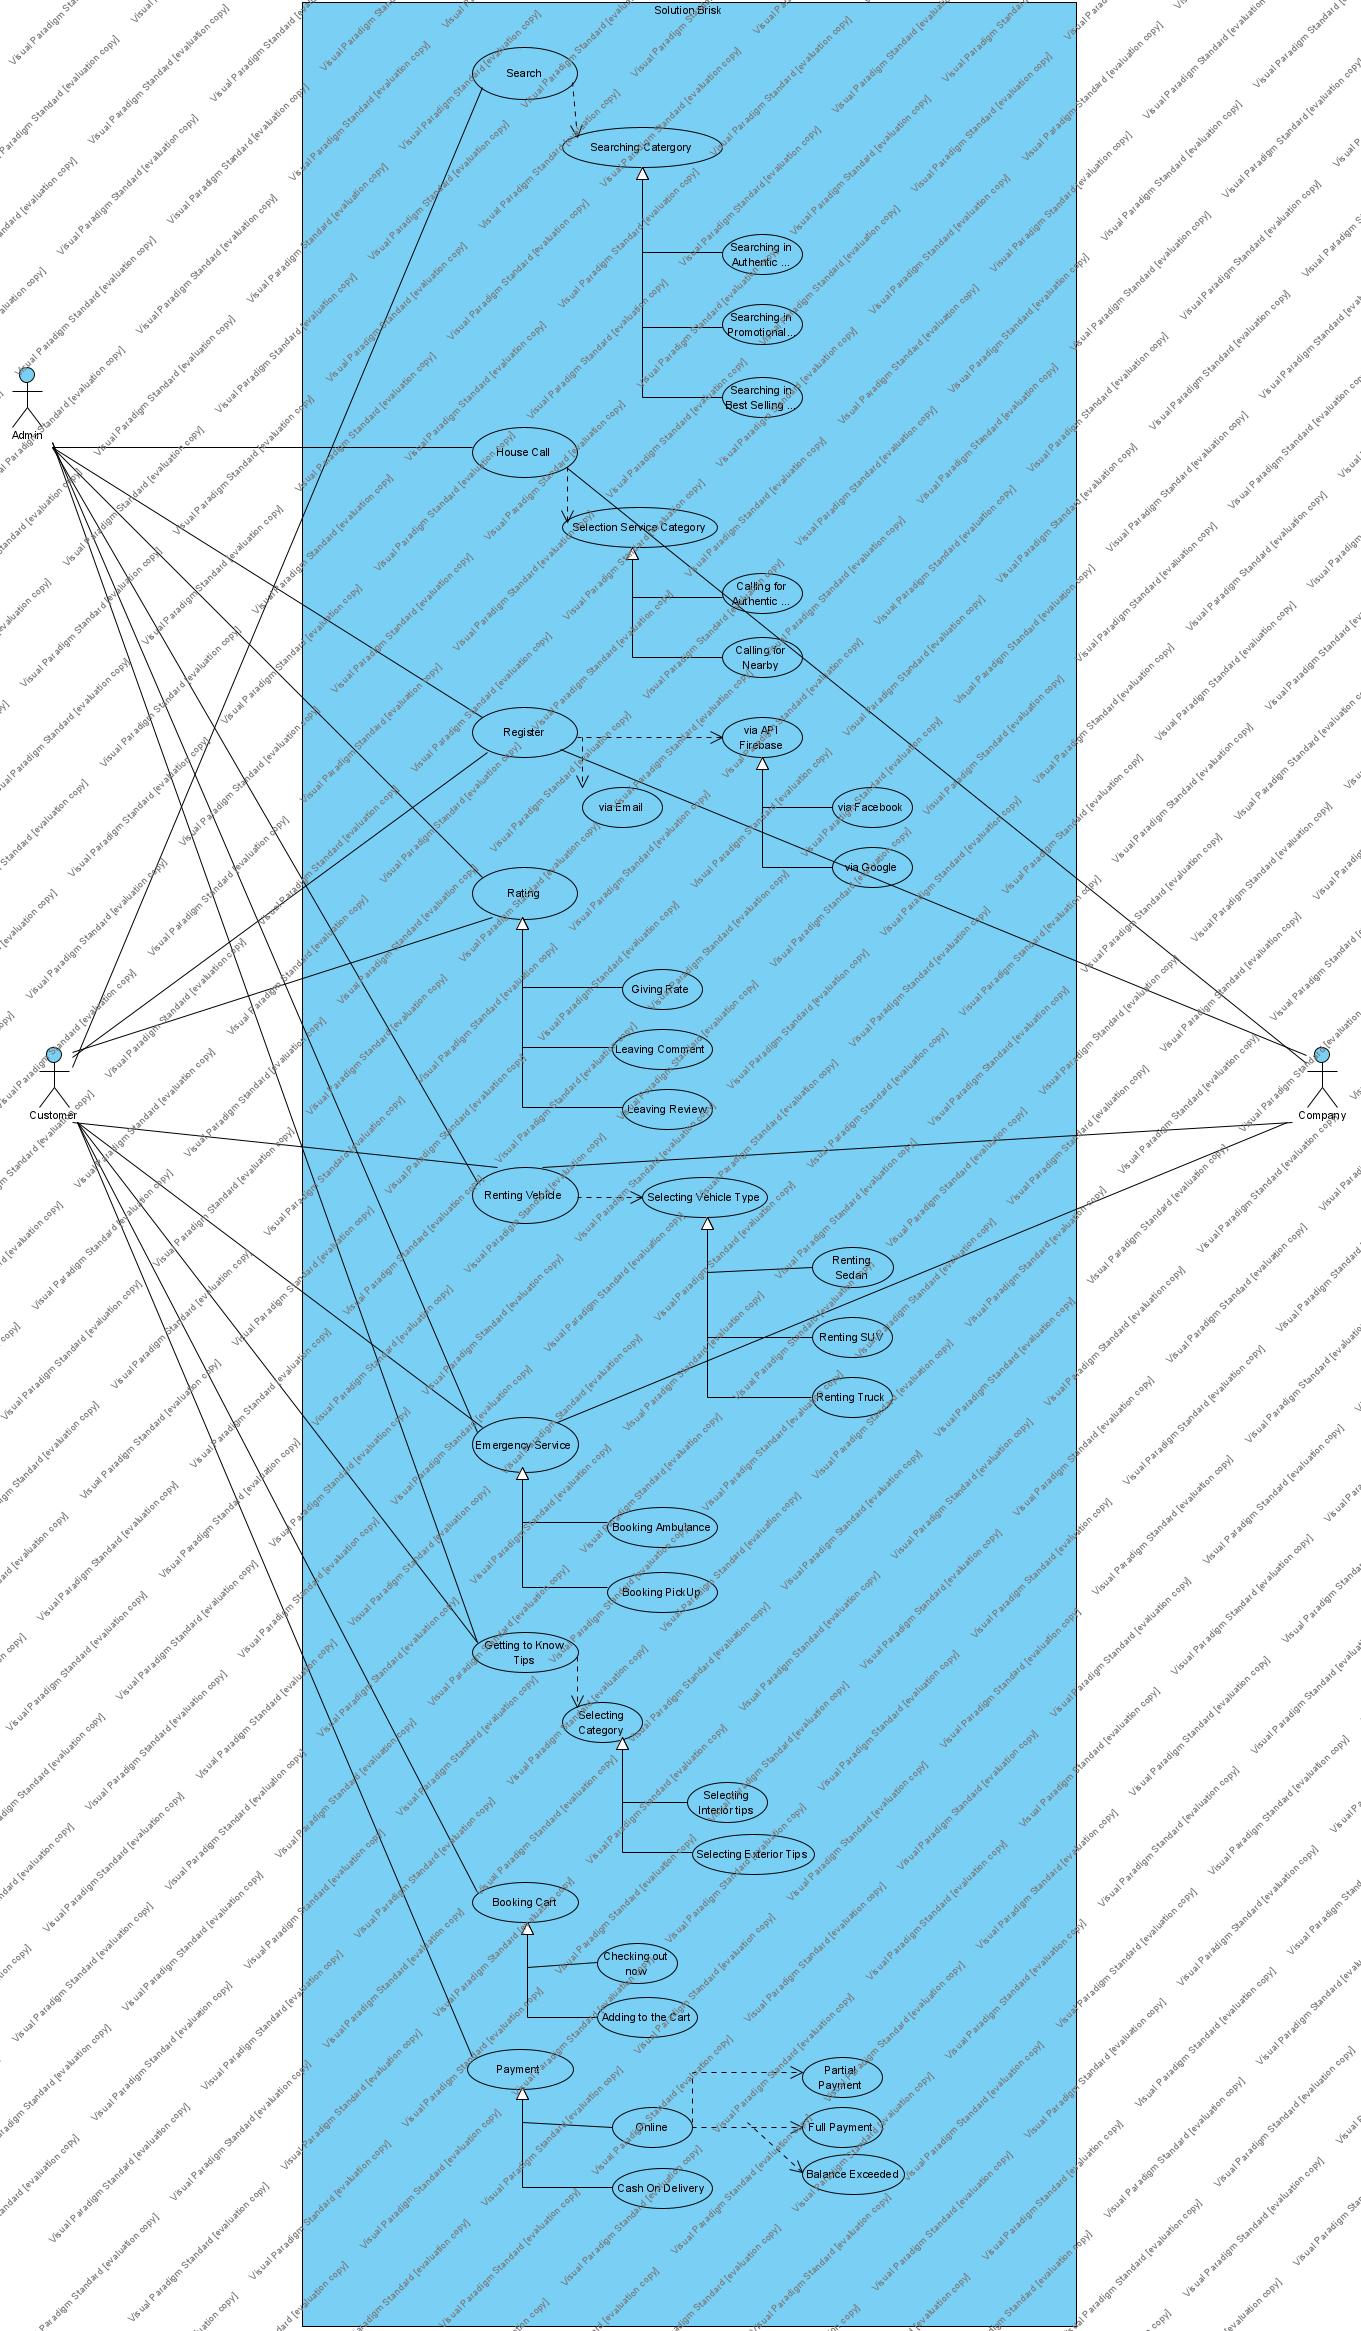 Solution Brisk
Search
Searching Catergory
Searching in
Authentic ...
Searching in
Promotional...
Searching in
Best Selling ...
Admin
House Call
Selection Service Category
Calling for
Authentic ...
Calling for
Nearby
Register
via API
Firebase
via Email
via Facebook
via Google
Rating
Giving Rate
Leaving Comment
Leaving Review
Customer
Company
Renting Vehicle
Selecting Vehicle Type
Renting
Sedan
Renting SUV
Renting Truck
Emergency Service
Booking Ambulance
Booking PickUp
Getting to Know
Tips
Selecting
Category
Selecting
Interior tips
Selecting Exterior Tips
Booking Cart
Checking out
now
Adding to the Cart
Payment
Partial
Payment
Online
Full Payment
Balance Exceeded
Cash On Delivery
Visual Paradigm Standard [evaluation copy]